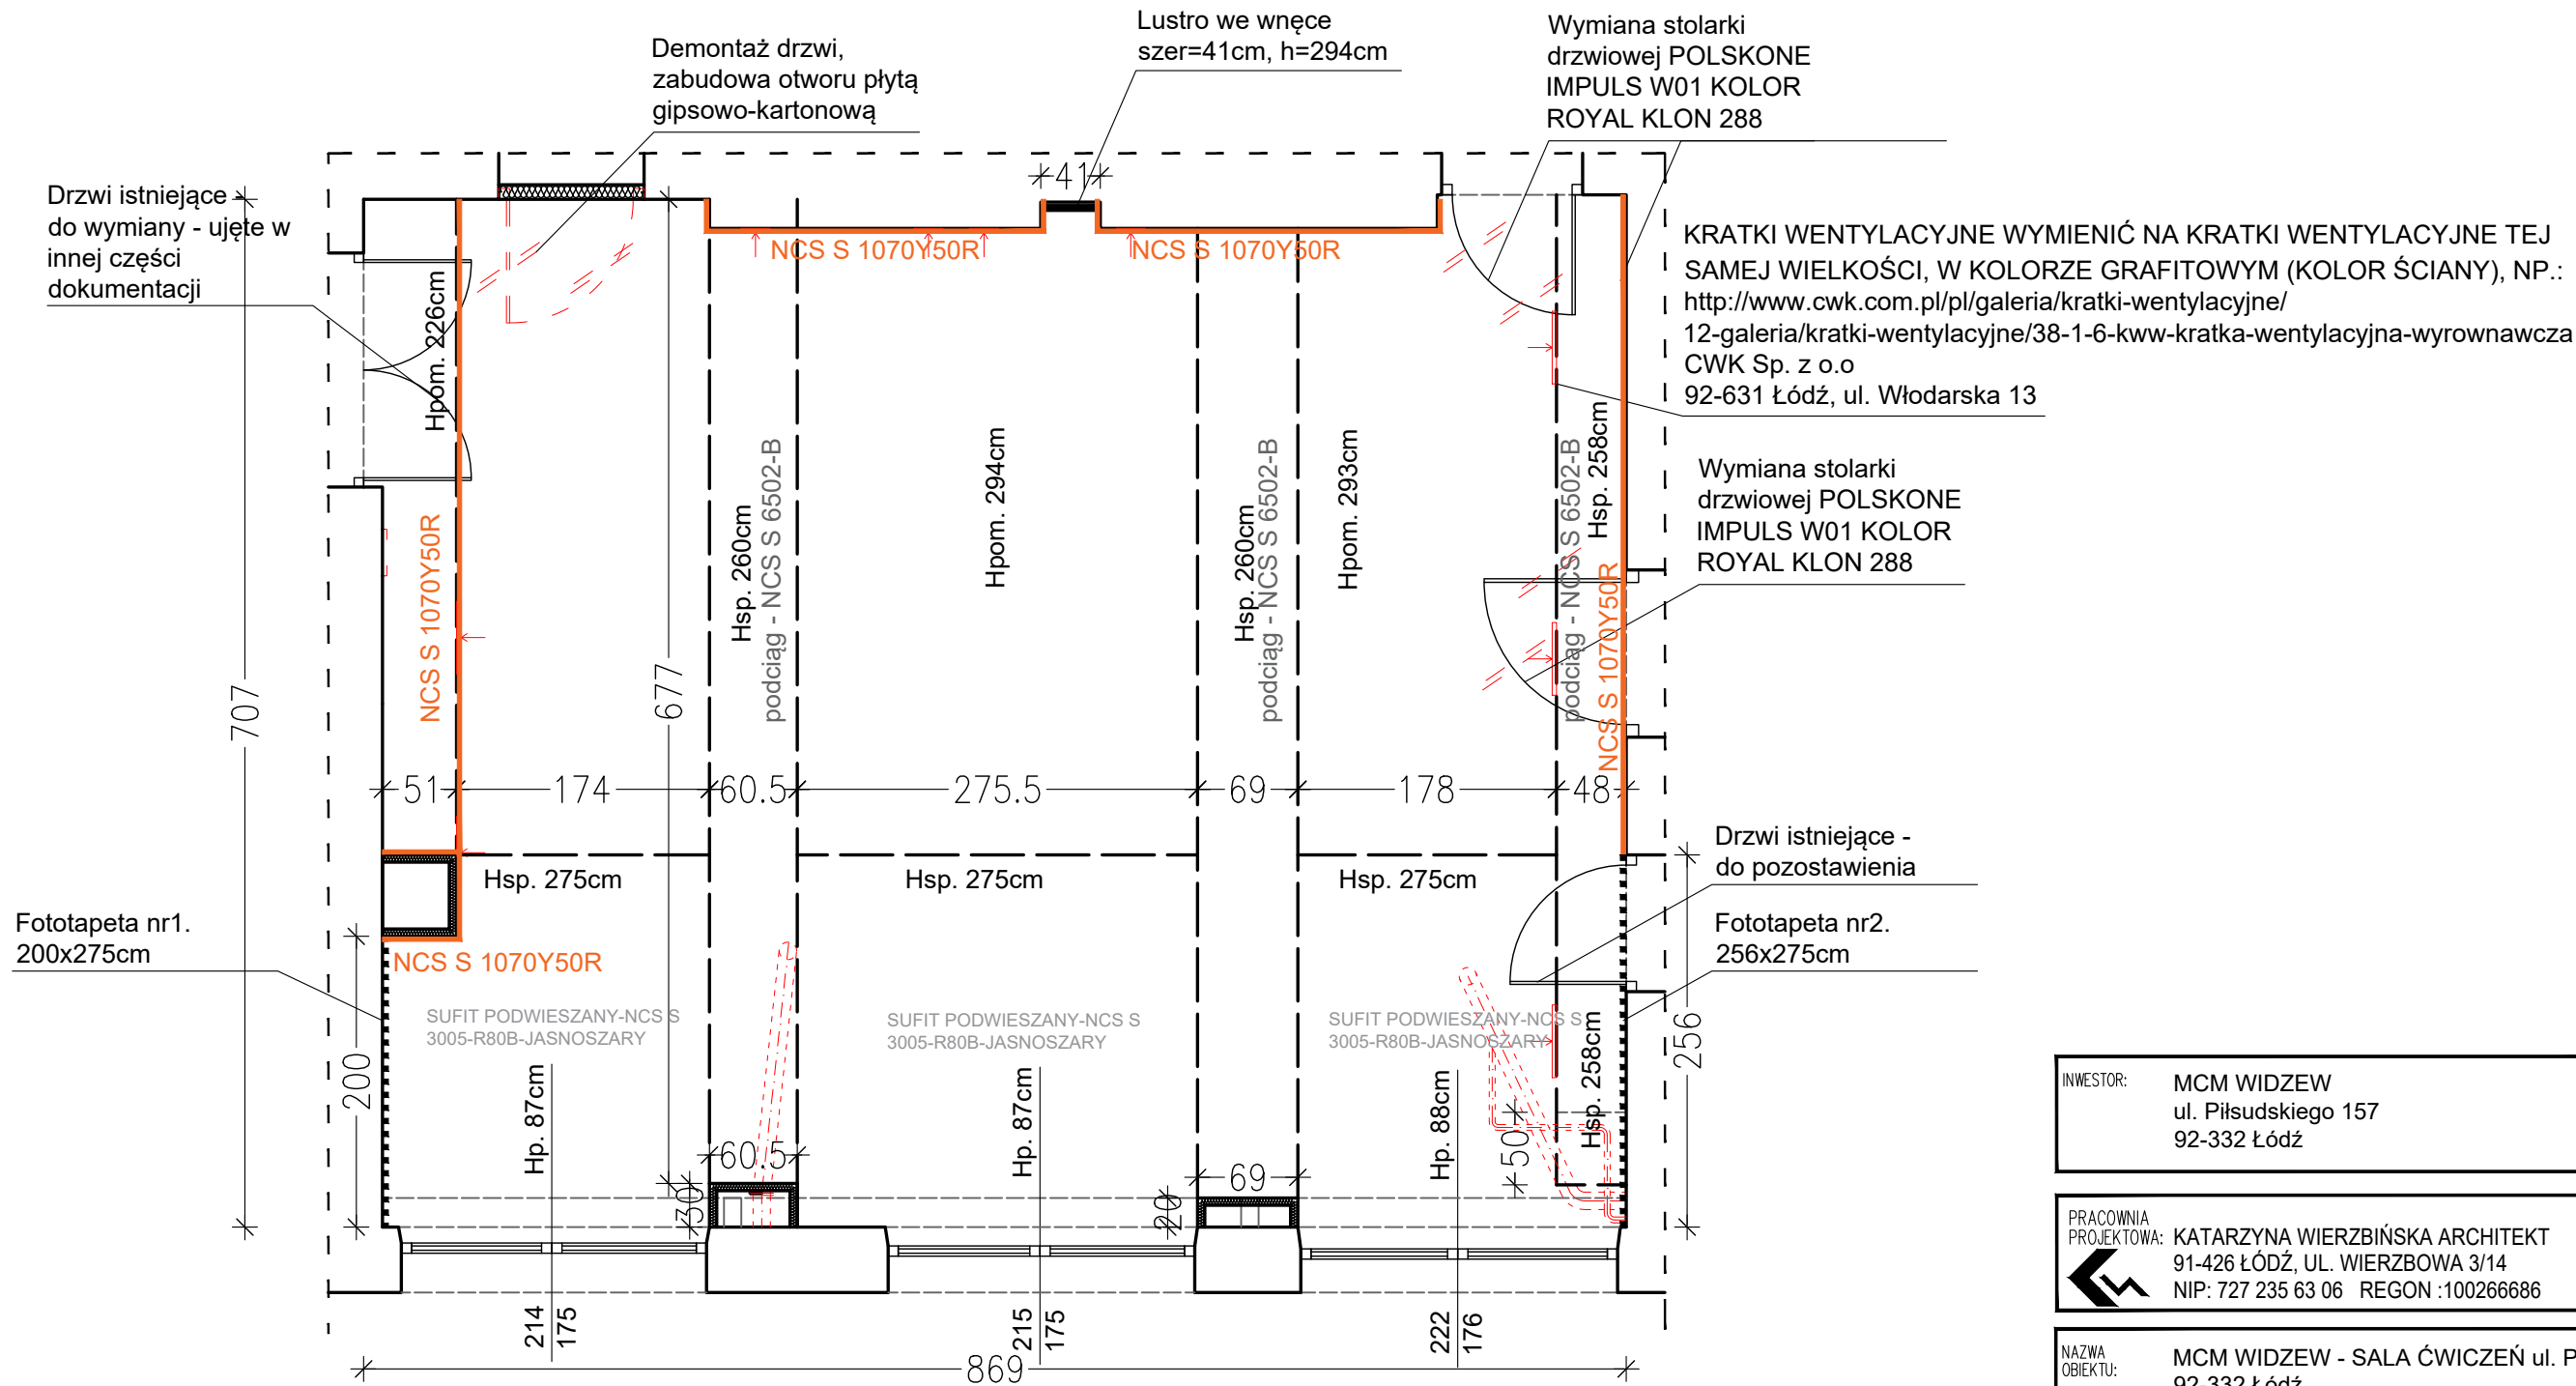 Lustro we wnęce
szer=41cm, h=294cm
Wymiana stolarki
drzwiowej POLSKONE
IMPULS W01 KOLOR
ROYAL KLON 288
Demontaż drzwi,
zabudowa otworu płytą
gipsowo-kartonową
Drzwi istniejące -
do wymiany - ujęte w
innej części
dokumentacji
41
NCS S 1070Y50R
NCS S 1070Y50R
KRATKI WENTYLACYJNE WYMIENIĆ NA KRATKI WENTYLACYJNE TEJ
SAMEJ WIELKOŚCI, W KOLORZE GRAFITOWYM (KOLOR ŚCIANY), NP.:
http://www.cwk.com.pl/pl/galeria/kratki-wentylacyjne/
12-galeria/kratki-wentylacyjne/38-1-6-kww-kratka-wentylacyjna-wyrownawcza
CWK Sp. z o.o
92-631 Łódź, ul. Włodarska 13
Hpom. 226cm
NCS S 1070Y50R
Hsp. 260cm
podciąg - NCS S 6502-B
Hpom. 294cm
Hsp. 260cm
podciąg - NCS S 6502-B
Hpom. 293cm
podciąg - NCS S 6502-B
Hsp. 258cm
NCS S 1070Y50R
Wymiana stolarki
drzwiowej POLSKONE
IMPULS W01 KOLOR
ROYAL KLON 288
707
677
51
174
60.5
275.5
69
178
48
Hsp. 275cm
Hsp. 275cm
Hsp. 275cm
Drzwi istniejące -
do pozostawienia
Fototapeta nr1.
200x275cm
Fototapeta nr2.
256x275cm
NCS S 1070Y50R
SUFIT PODWIESZANY-NCS S
3005-R80B-JASNOSZARY
SUFIT PODWIESZANY-NCS S
3005-R80B-JASNOSZARY
SUFIT PODWIESZANY-NCS S
3005-R80B-JASNOSZARY
200
256
Hp. 87cm
Hp. 87cm
Hp. 88cm
50
Hsp. 258cm
60.5
69
30
20
214
175
215
175
222
176
869
INWESTOR:
MCM WIDZEW
ul. Piłsudskiego 157
92-332 Łódź
PRACOWNIA
PROJEKTOWA:
KATARZYNA WIERZBIŃSKA ARCHITEKT
91-426 ŁÓDŹ, UL. WIERZBOWA 3/14
NIP: 727 235 63 06 REGON :100266686
NAZWA
OBIEKTU:
MCM WIDZEW - SALA ĆWICZEŃ ul. P
92-332 Łódź